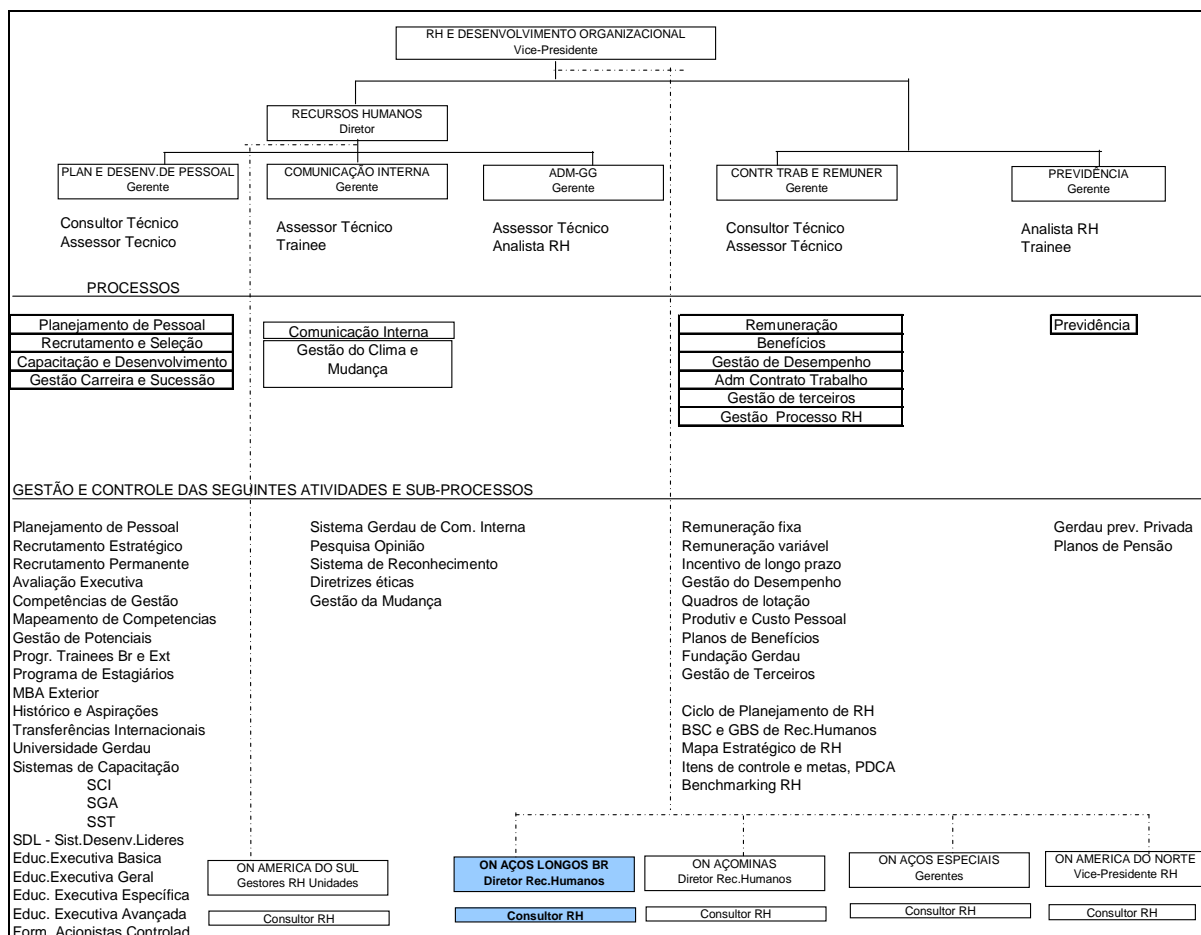 RH E DESENVOLVIMENTO ORGANIZACIONAL
Vice-Presidente
RECURSOS HUMANOS
Diretor
PLAN E DESENV.DE PESSOAL
Gerente
COMUNICAÇÃO INTERNA
Gerente
ADM-GG
Gerente
CONTR TRAB E REMUNER
Gerente
PREVIDÊNCIA
Gerente
Consultor Técnico
Assessor Tecnico
Assessor Técnico
Trainee
Assessor Técnico
Analista RH
Consultor Técnico
Assessor Técnico
Analista RH
Trainee
PROCESSOS
Planejamento de Pessoal
Recrutamento e Seleção
Capacitação e Desenvolvimento
Gestão Carreira e Sucessão
Comunicação Interna
Gestão do Clima e
Mudança
Remuneração
Benefícios
Gestão de Desempenho
Adm Contrato Trabalho
Gestão de terceiros
Gestão Processo RH
Previdência
GESTÃO E CONTROLE DAS SEGUINTES ATIVIDADES E SUB-PROCESSOS
Planejamento de Pessoal
Recrutamento Estratégico
Recrutamento Permanente
Avaliação Executiva
Competências de Gestão
Mapeamento de Competencias
Gestão de Potenciais
Progr. Trainees Br e Ext
Programa de Estagiários
MBA Exterior
Histórico e Aspirações
Transferências Internacionais
Universidade Gerdau
Sistemas de Capacitação
SCI
SGA
SST
SDL - Sist.Desenv.Lideres
Educ.Executiva Basica
Educ.Executiva Geral
Educ. Executiva Específica
Educ. Executiva Avançada
Form. Acionistas Controlad
Sistema Gerdau de Com. Interna
Pesquisa Opinião
Sistema de Reconhecimento
Diretrizes éticas
Gestão da Mudança
Remuneração fixa
Remuneração variável
Incentivo de longo prazo
Gestão do Desempenho
Quadros de lotação
Produtiv e Custo Pessoal
Planos de Benefícios
Fundação Gerdau
Gestão de Terceiros
Ciclo de Planejamento de RH
BSC e GBS de Rec.Humanos
Mapa Estratégico de RH
Itens de controle e metas, PDCA
Benchmarking RH
Gerdau prev. Privada
Planos de Pensão
ON AMERICA DO SUL
Gestores RH Unidades
Consultor RH
ON AÇOS LONGOS BR
Diretor Rec.Humanos
Consultor RH
ON AÇOMINAS
Diretor Rec.Humanos
Consultor RH
ON AÇOS ESPECIAIS
Gerentes
Consultor RH
ON AMERICA DO NORTE
Vice-Presidente RH
Consultor RH